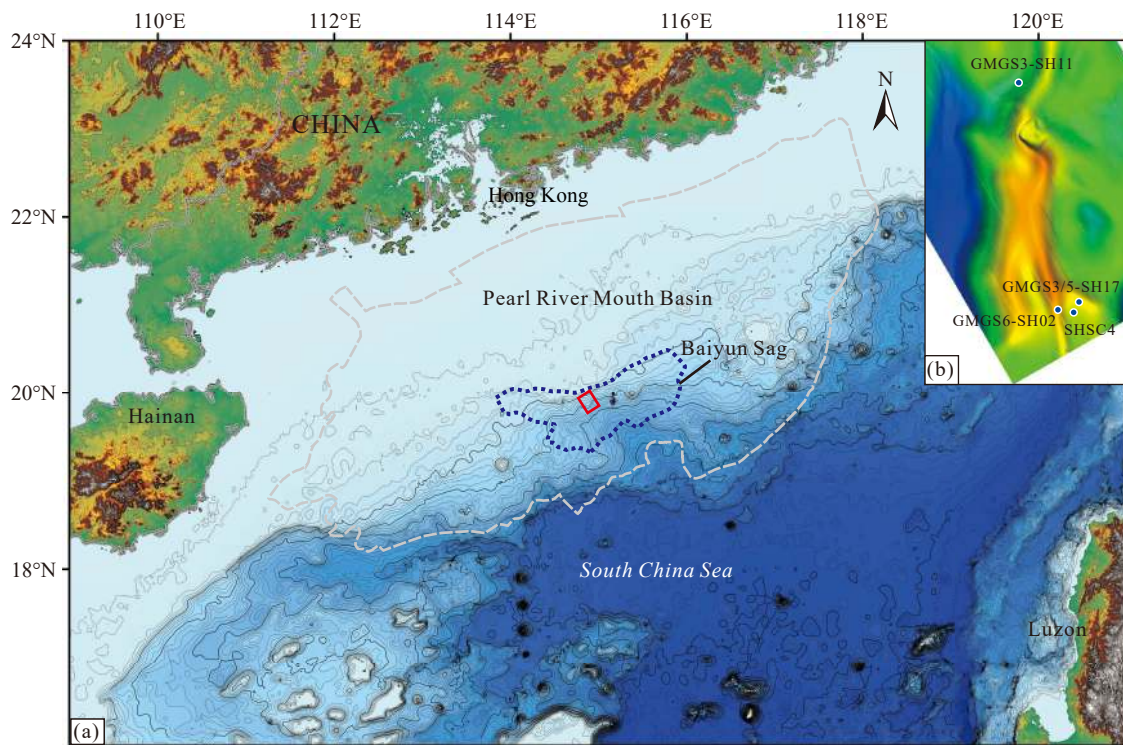 110°E 112°E 114°E 116°E 118°E 120°E
24°N
22°N
20°N
18°N
CHINA
Hong Kong
Pearl River Mouth Basin
Baiyun Sag
Hainan
South China Sea
Luzon
N
(a)
GMGS3-SH11
GMGS3/5-SH17
GMGS6-SH02
SHSC4
(b)